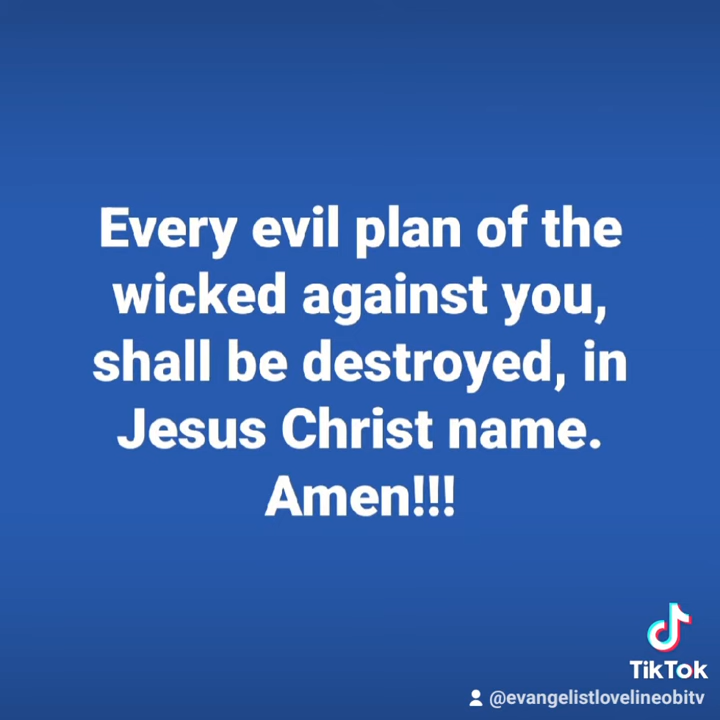 Every evil plan of the
wicked against you,
shall be destroyed, in
Jesus Christ name.
Amen!!!
TikTok
@evangelistlovelineobitv